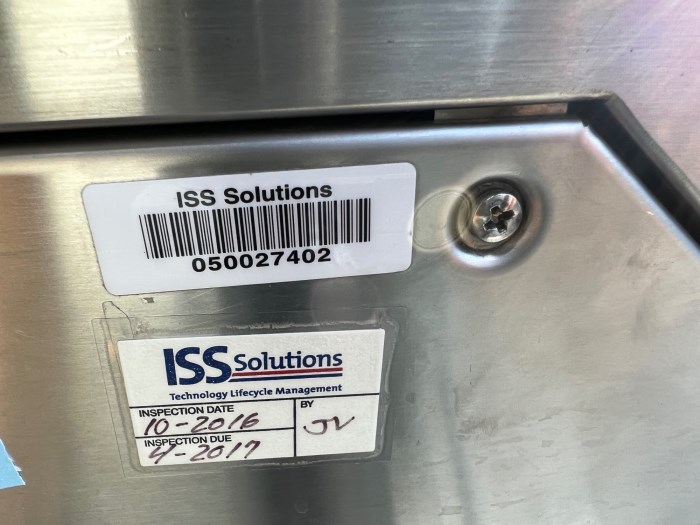 ISS Solutions
050027402
ISS Solutions
Technology Lifecycle Management
INSPECTION DATE
10-2016
BY
JV
INSPECTION DUE
4-2017